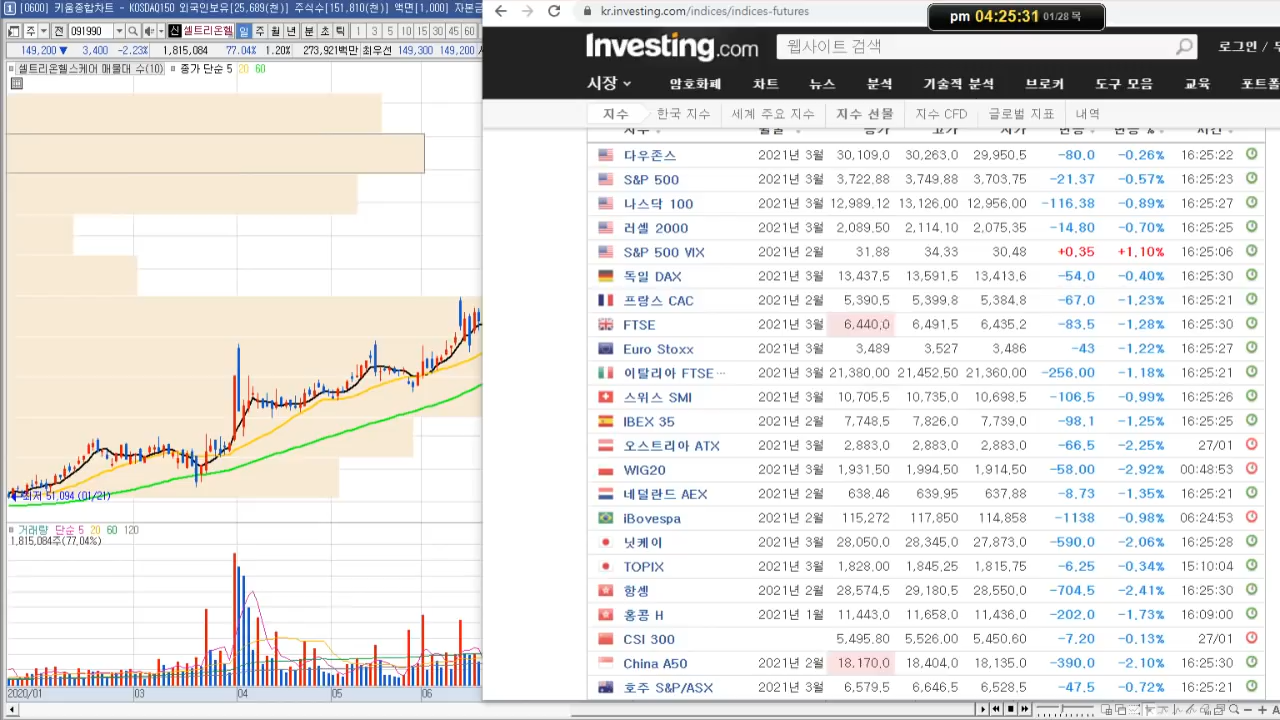 [0600] 키움종합차트 - KOSDAQ150 외국인보유[25,689(천)] 주식수[151,810(천)] 액면[1,000] 자본금
주 전 091990 신 셀트리온헬 일 주 월 년 분 초 틱 1 3 5 10 15 30 45 60
149,200 ▼ 3,400 -2.23% 1,815,084 77.04% 1.20% 273,921백만 최우선 149,300 149,200
셀트리온헬스케어 매물대 수(10) 종가 단순 5 20 60
최저 51,094 (01/21)
거래량 단순 5 20 60 120
1,815,084주(77.04%)
2020/01 03 04 05 06
kr.investing.com/indices/indices-futures
pm 04:25:31 01/28 목
Investing.com 웹사이트 검색 로그인 /
시장 암호화폐 차트 뉴스 분석 기술적 분석 브로커 도구 모음 교육 포트폴
지수 한국 지수 세계 주요 지수 지수 선물 지수 CFD 글로벌 지표 내역
지수 월물 종가 고가 저가 변동 변동 % 시간
다우존스 2021년 3월 30,109.0 30,263.0 29,950.5 -80.0 -0.26% 16:25:22
S&P 500 2021년 3월 3,722.88 3,749.88 3,703.75 -21.37 -0.57% 16:25:23
나스닥 100 2021년 3월 12,989.12 13,126.00 12,956.00 -116.38 -0.89% 16:25:27
러셀 2000 2021년 3월 2,089.50 2,114.10 2,075.35 -14.80 -0.70% 16:25:25
S&P 500 VIX 2021년 2월 31.88 34.33 30.48 +0.35 +1.10% 16:25:06
독일 DAX 2021년 3월 13,437.5 13,591.5 13,413.6 -54.0 -0.40% 16:25:30
프랑스 CAC 2021년 2월 5,390.5 5,399.8 5,384.8 -67.0 -1.23% 16:25:21
FTSE 2021년 3월 6,440.0 6,491.5 6,435.2 -83.5 -1.28% 16:25:30
Euro Stoxx 2021년 3월 3,489 3,527 3,486 -43 -1.22% 16:25:27
이탈리아 FTSE… 2021년 3월 21,380.00 21,452.50 21,360.00 -256.00 -1.18% 16:25:21
스위스 SMI 2021년 3월 10,705.5 10,735.0 10,698.5 -106.5 -0.99% 16:25:26
IBEX 35 2021년 2월 7,748.5 7,826.0 7,739.0 -98.1 -1.25% 16:25:25
오스트리아 ATX 2021년 3월 2,883.0 2,883.0 2,883.0 -66.5 -2.25% 27/01
WIG20 2021년 3월 1,931.50 1,994.50 1,914.50 -58.00 -2.92% 00:48:53
네덜란드 AEX 2021년 2월 638.46 639.95 637.88 -8.73 -1.35% 16:25:21
iBovespa 2021년 2월 115,272 117,850 114,858 -1138 -0.98% 06:24:53
닛케이 2021년 3월 28,050.0 28,345.0 27,873.0 -590.0 -2.06% 16:25:28
TOPIX 2021년 3월 1,828.00 1,845.25 1,815.75 -6.25 -0.34% 15:10:04
항셍 2021년 2월 28,574.5 29,180.5 28,550.0 -704.5 -2.41% 16:25:30
홍콩 H 2021년 1월 11,443.0 11,658.0 11,436.0 -202.0 -1.73% 16:09:00
CSI 300 5,495.80 5,526.00 5,450.60 -7.20 -0.13% 27/01
China A50 2021년 2월 18,170.0 18,404.0 18,135.0 -390.0 -2.10% 16:25:30
호주 S&P/ASX 2021년 3월 6,579.5 6,646.5 6,528.5 -47.5 -0.72% 16:25:21